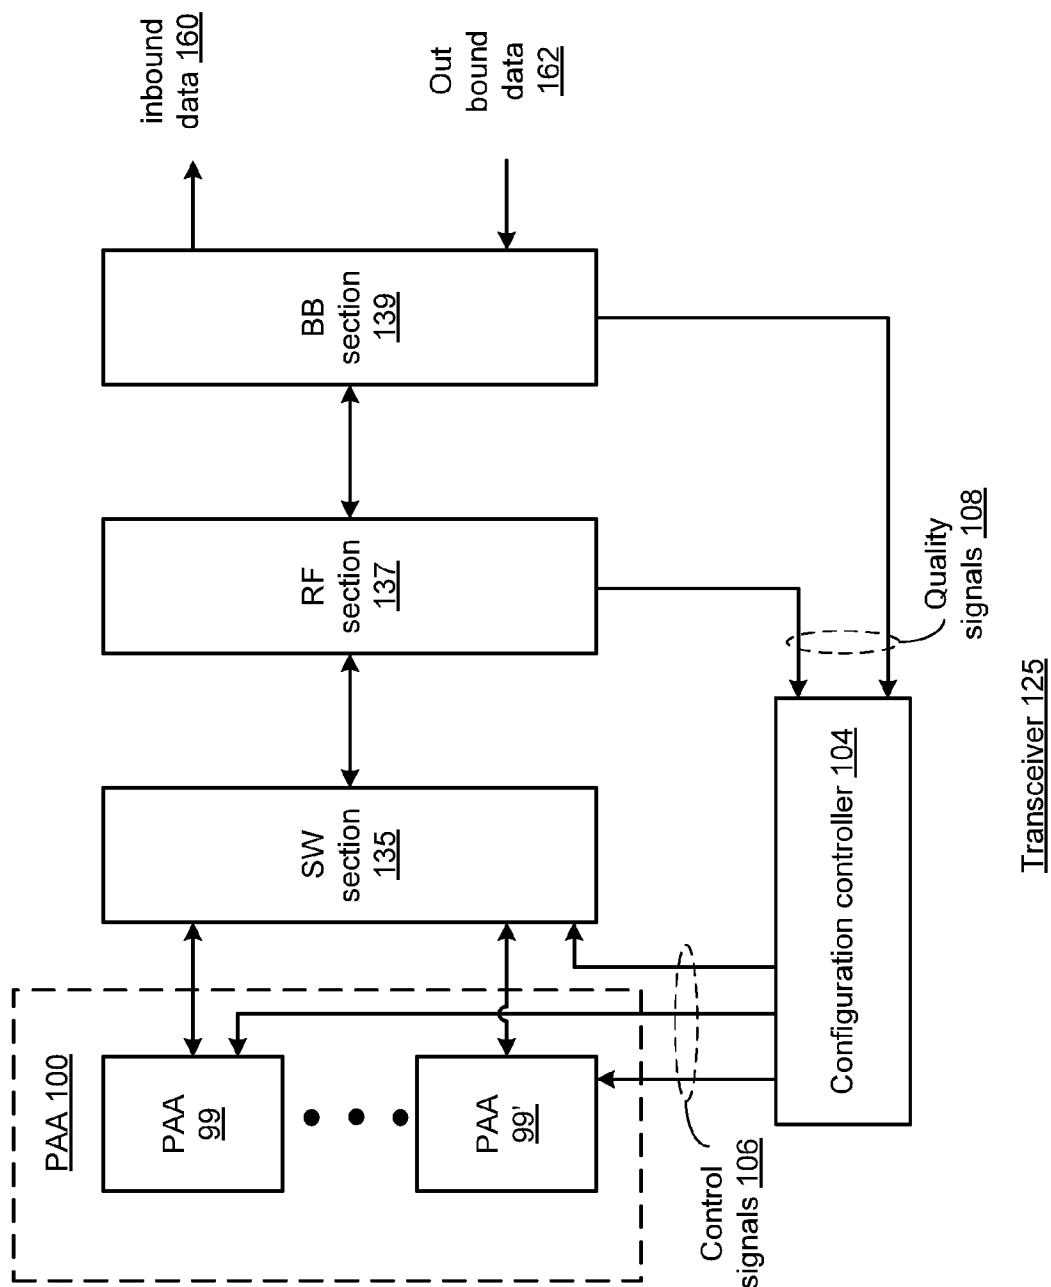 PAA 100
PAA
99
PAA
99'
SW
section
135
RF
section
137
BB
section
139
inbound
data 160
Out
bound
data
162
Control
signals 106
Configuration controller 104
Quality
signals 108
Transceiver 125